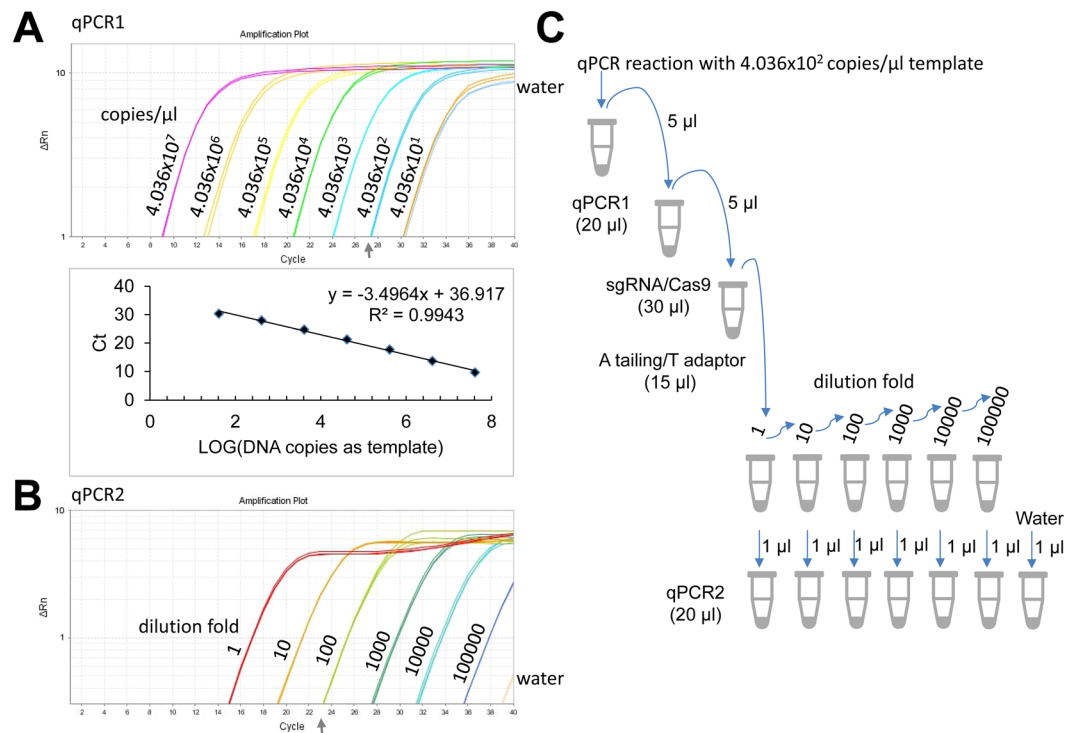 A
qPCR1
Amplification Plot
10
1
ΔRn
copies/µl
4.036x10⁷
4.036x10⁶
4.036x10⁵
4.036x10⁴
4.036x10³
4.036x10²
4.036x10¹
water
2 4 6 8 10 12 14 16 18 20 22 24 26 28 30 32 34 36 38 40
Cycle
40
30
20
10
0
Ct
y = -3.4964x + 36.917
R² = 0.9943
0 2 4 6 8
LOG(DNA copies as template)
B
qPCR2
Amplification Plot
10
1
ΔRn
dilution fold
1
10
100
1000
10000
100000
water
2 4 6 8 10 12 14 16 18 20 22 24 26 28 30 32 34 36 38 40
Cycle
C
qPCR reaction with 4.036x10² copies/µl template
5 µl
qPCR1
(20 µl)
5 µl
sgRNA/Cas9
(30 µl)
A tailing/T adaptor
(15 µl)
dilution fold
1
10
100
1000
10000
100000
Water
1 µl
1 µl
1 µl
1 µl
1 µl
1 µl
1 µl
qPCR2
(20 µl)